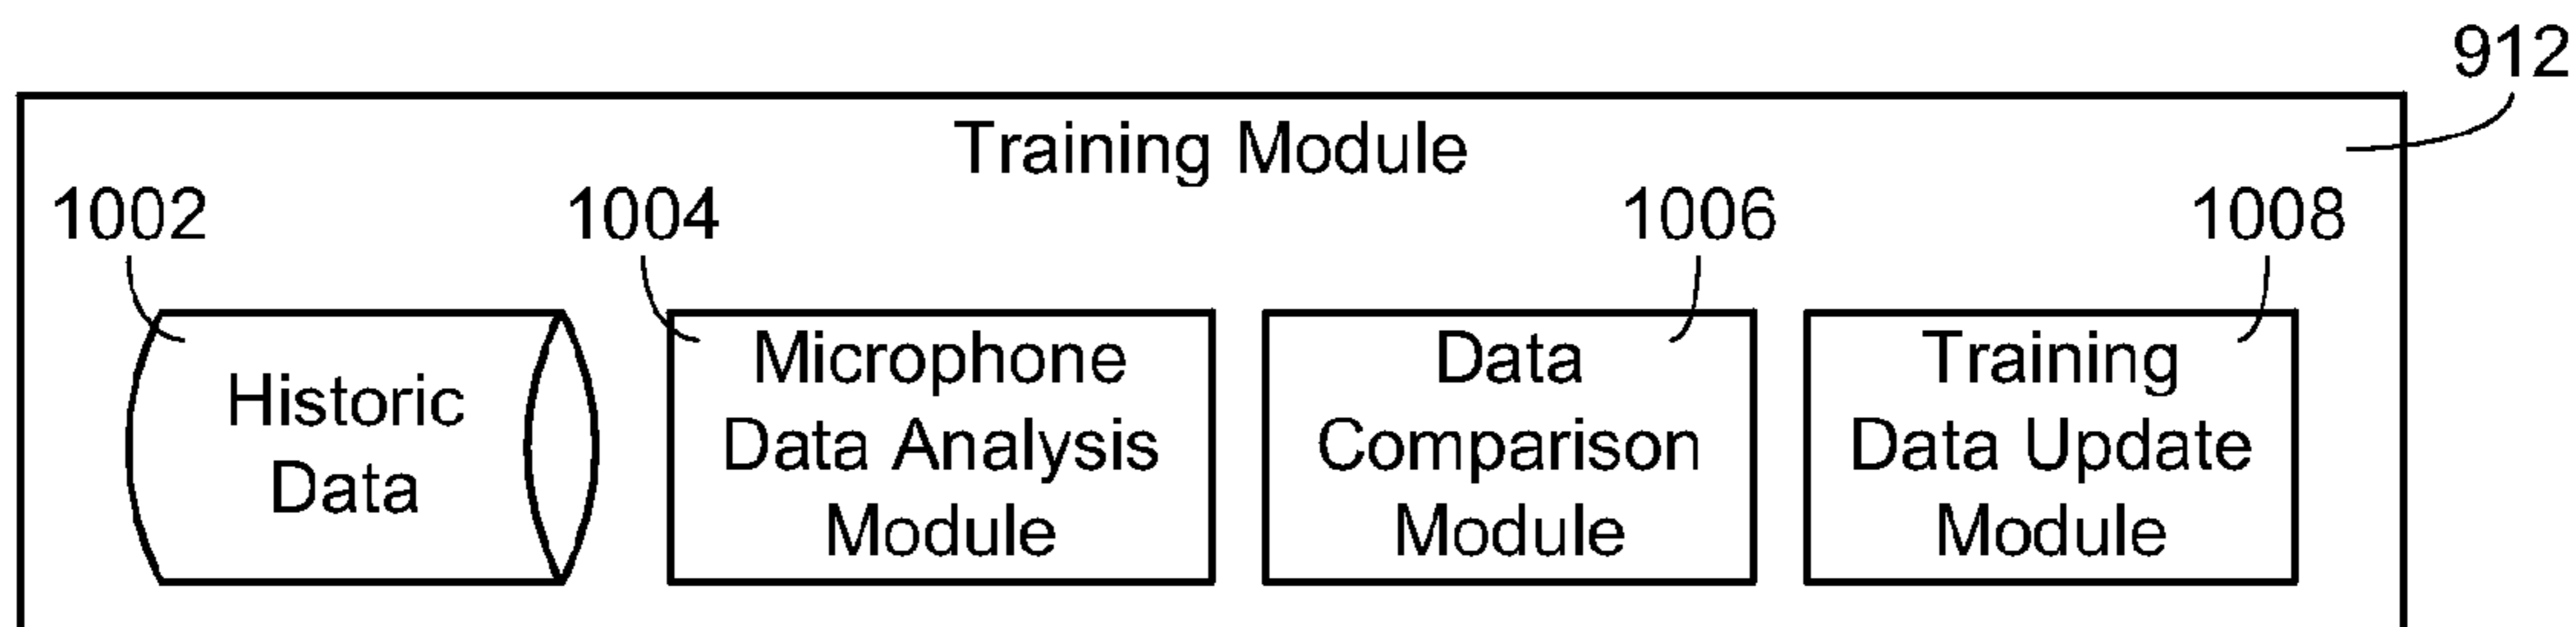 912
Training Module
1002
1004
1006
1008
Historic
Data
Microphone
Data Analysis
Module
Data
Comparison
Module
Training
Data Update
Module